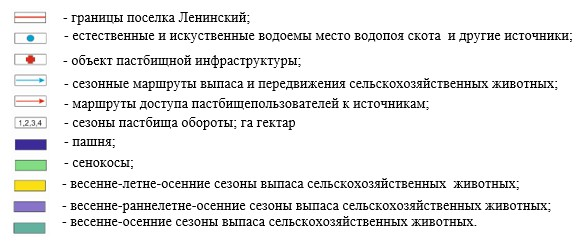 - границы поселка Ленинский;
- естественные и искуственные водоемы место водопоя скота и другие источники;
- объект пастбищной инфраструктуры;
- сезонные маршруты выпаса и передвижения сельскохозяйственных животных;
- маршруты доступа пастбищепользователей к источникам;
1,2,3,4 - сезоны пастбища обороты; га гектар
- пашня;
- сенокосы;
- весенне-летне-осенние сезоны выпаса сельскохозяйственных животных;
- весенне-раннелетне-осенние сезоны выпаса сельскохозяйственных животных;
- весенне-осенние сезоны выпаса сельскохозяйственных животных.